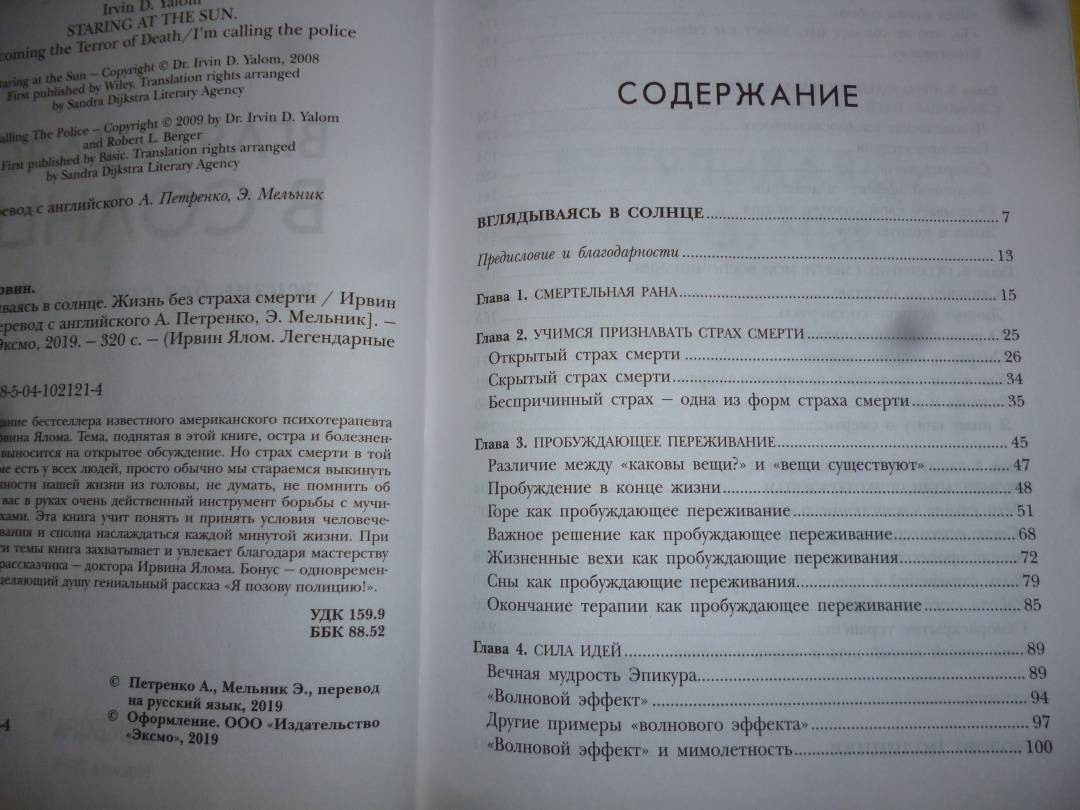 Irvin D. Yalom
STARING AT THE SUN.
coming the Terror of Death/I'm calling the police
taring at the Sun – Copyright © Dr. Irvin D. Yalom, 2008
First published by Wiley. Translation rights arranged
by Sandra Dijkstra Literary Agency
alling The Police – Copyright © 2009 by Dr. Irvin D. Yalom
and Robert L. Berger
First published by Basic. Translation rights arranged
by Sandra Dijkstra Literary Agency
ревод с английского А. Петренко, Э. Мельник
рвин.
ываясь в солнце. Жизнь без страха смерти / Ирвин
еревод с английского А. Петренко, Э. Мельник]. –
Эксмо, 2019. – 320 с. – (Ирвин Ялом. Легендарные
8-5-04-102121-4
ание бестселлера известного американского психотерапевта
рвина Ялома. Тема, поднятая в этой книге, остра и болезнен-
выносится на открытое обсуждение. Но страх смерти в той
ме есть у всех людей, просто обычно мы стараемся выкинуть
нности нашей жизни из головы, не думать, не помнить об
вас в руках очень действенный инструмент борьбы с мучи-
хами. Эта книга учит понять и принять условия человече-
вания и сполна наслаждаться каждой минутой жизни. При
ти темы книга захватывает и увлекает благодаря мастерству
рассказчика – доктора Ирвина Ялома. Бонус – одновремен-
целяющий душу гениальный рассказ «Я позову полицию!».
УДК 159.9
ББК 88.52
© Петренко А., Мельник Э., перевод
на русский язык, 2019
© Оформление. ООО «Издательство
«Эксмо», 2019
-4
СОДЕРЖАНИЕ
ВГЛЯДЫВАЯСЬ В СОЛНЦЕ 7
Предисловие и благодарности 13
Глава 1. СМЕРТЕЛЬНАЯ РАНА 15
Глава 2. УЧИМСЯ ПРИЗНАВАТЬ СТРАХ СМЕРТИ 25
Открытый страх смерти 26
Скрытый страх смерти 34
Беспричинный страх – одна из форм страха смерти 35
Глава 3. ПРОБУЖДАЮЩЕЕ ПЕРЕЖИВАНИЕ 45
Различие между «каковы вещи?» и «вещи существуют» 47
Пробуждение в конце жизни 48
Горе как пробуждающее переживание 51
Важное решение как пробуждающее переживание 68
Жизненные вехи как пробуждающие переживания 72
Сны как пробуждающие переживания 79
Окончание терапии как пробуждающее переживание 85
Глава 4. СИЛА ИДЕЙ 89
Вечная мудрость Эпикура 89
«Волновой эффект» 94
Другие примеры «волнового эффекта» 97
«Волновой эффект» и мимолетность 100